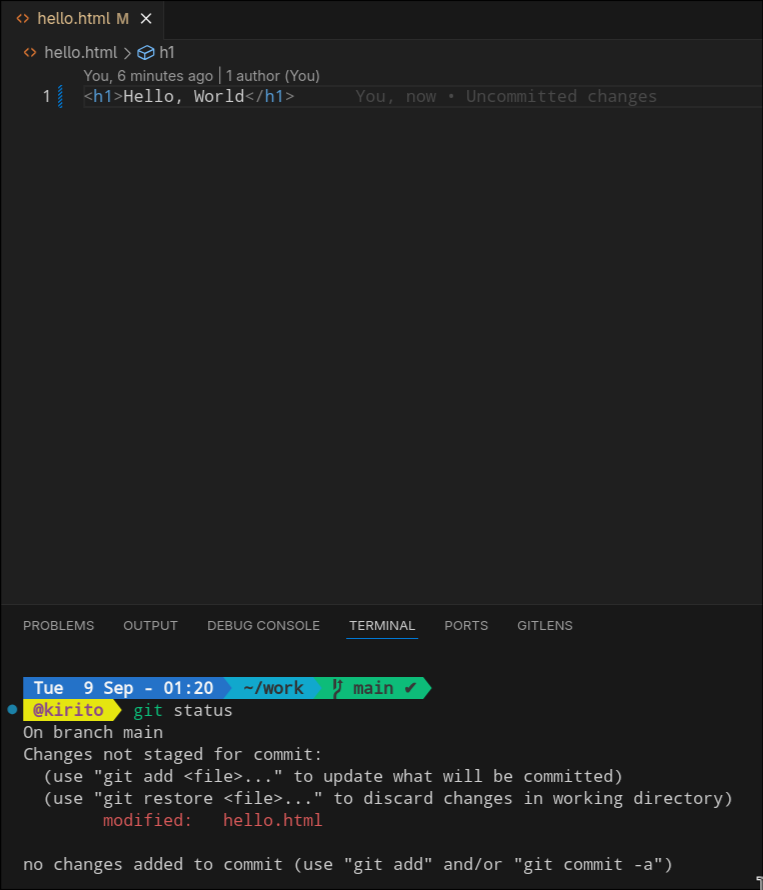 hello.html M
hello.html > h1
You, 6 minutes ago | 1 author (You)
1 <h1>Hello, World</h1> You, now • Uncommitted changes
PROBLEMS OUTPUT DEBUG CONSOLE TERMINAL PORTS GITLENS
Tue 9 Sep - 01:20 ~/work main ✔
@kirito git status
On branch main
Changes not staged for commit:
(use "git add <file>..." to update what will be committed)
(use "git restore <file>..." to discard changes in working directory)
modified: hello.html
no changes added to commit (use "git add" and/or "git commit -a")